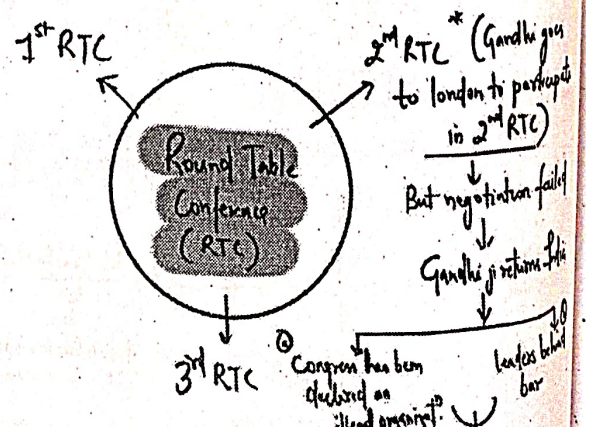 1st RTC
2nd RTC * (Gandhi goes
to london to participate
in 2nd RTC)
Round Table
Conference
(RTC)
But negotiation failed
Gandhi ji returns India
3rd RTC
Congress has been
declared an
illegal organisatn
leaders behind
bar